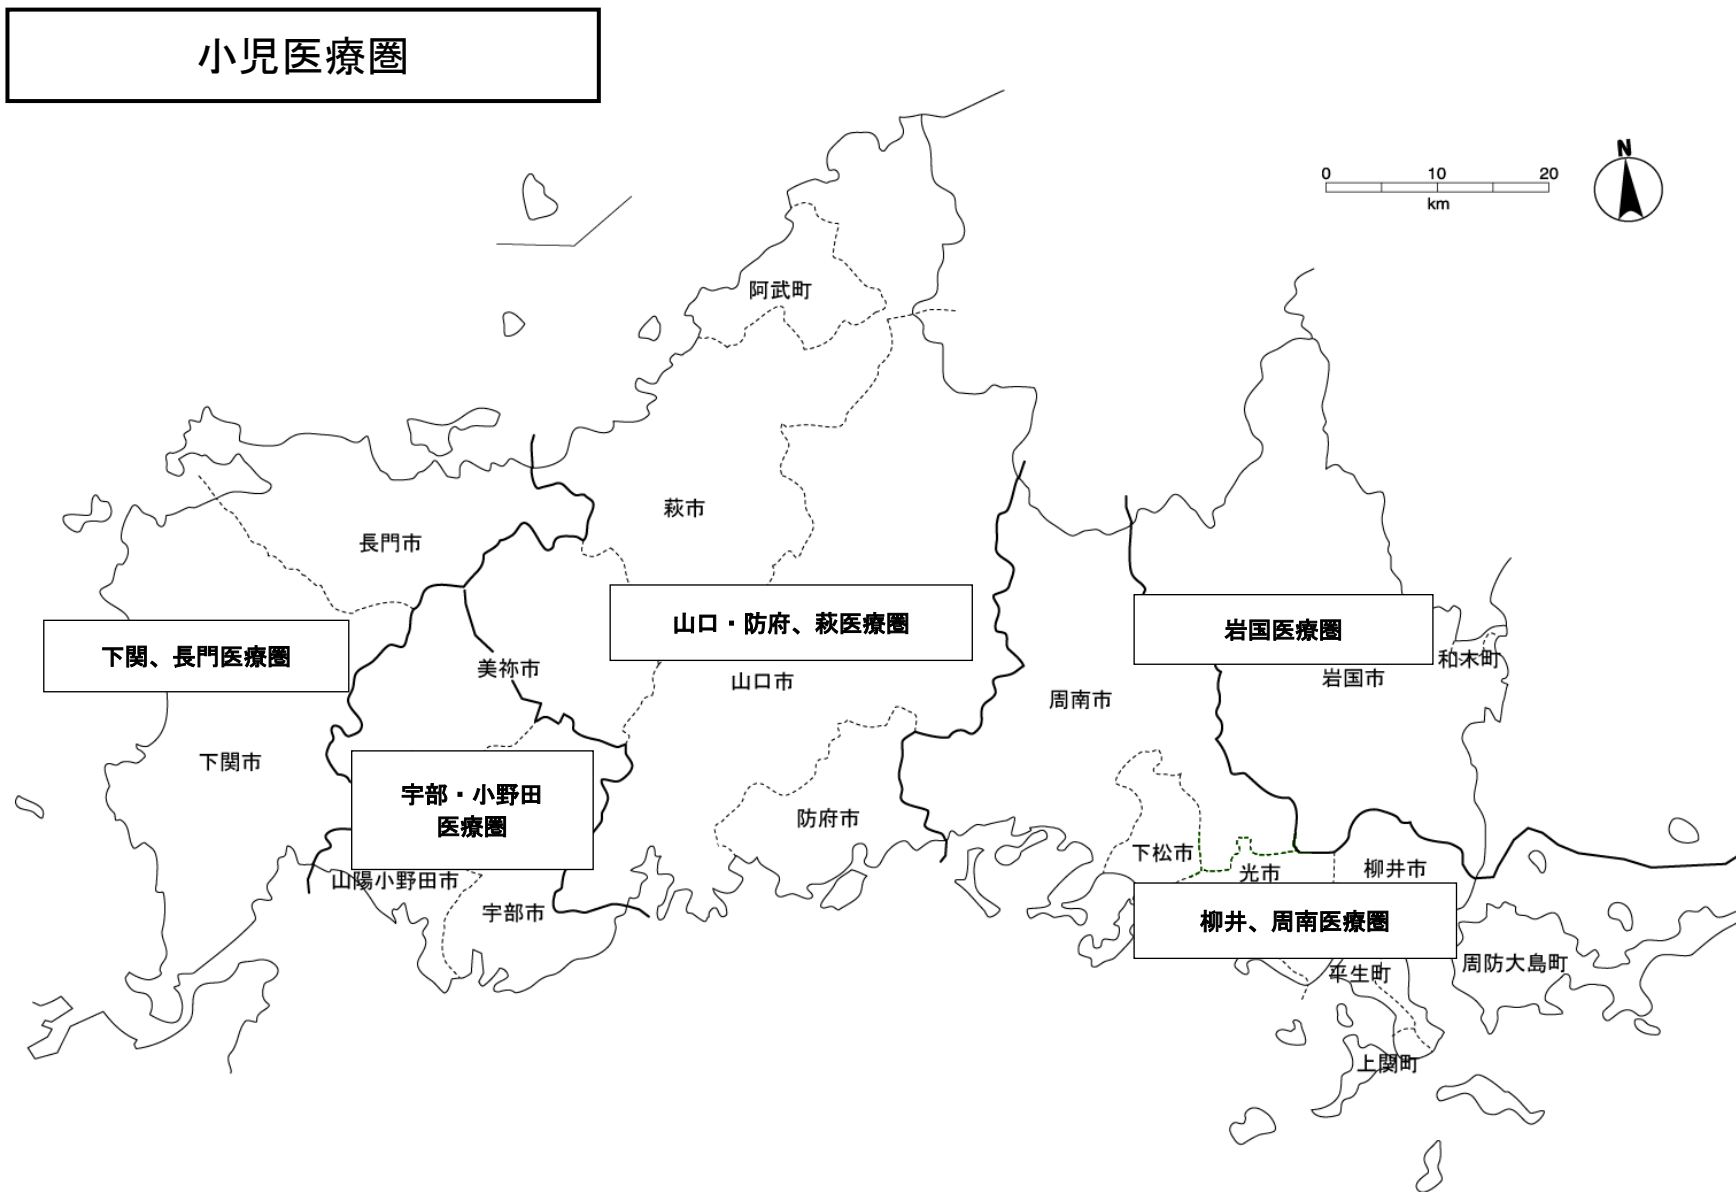 小児医療圏
N
0 10 20
km
阿武町
萩市
長門市
山口・防府、萩医療圏
岩国医療圏
下関、長門医療圏
和木町
美祢市
山口市
岩国市
周南市
下関市
宇部・小野田
医療圏
防府市
下松市
光市
柳井市
山陽小野田市
宇部市
柳井、周南医療圏
周防大島町
平生町
上関町